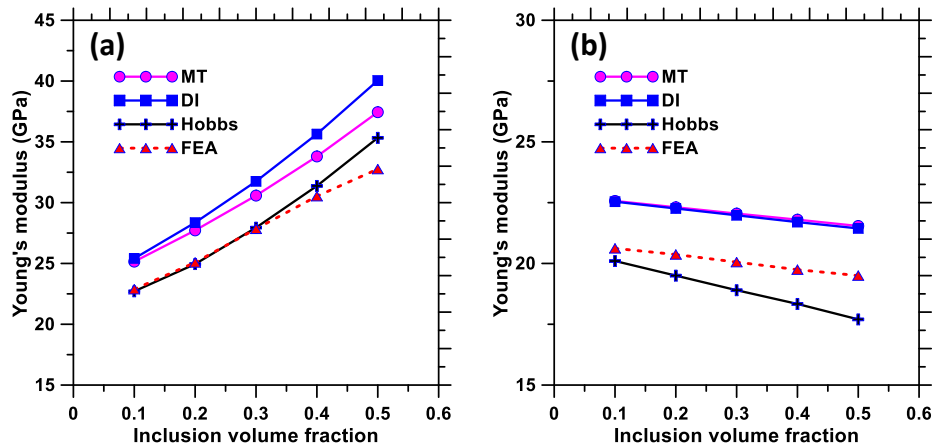 (a)
MT
DI
Hobbs
FEA
Young's modulus (GPa)
45
40
35
30
25
20
15
0 0.1 0.2 0.3 0.4 0.5 0.6
Inclusion volume fraction
(b)
MT
DI
Hobbs
FEA
Young's modulus (GPa)
30
25
20
15
0 0.1 0.2 0.3 0.4 0.5 0.6
Inclusion volume fraction